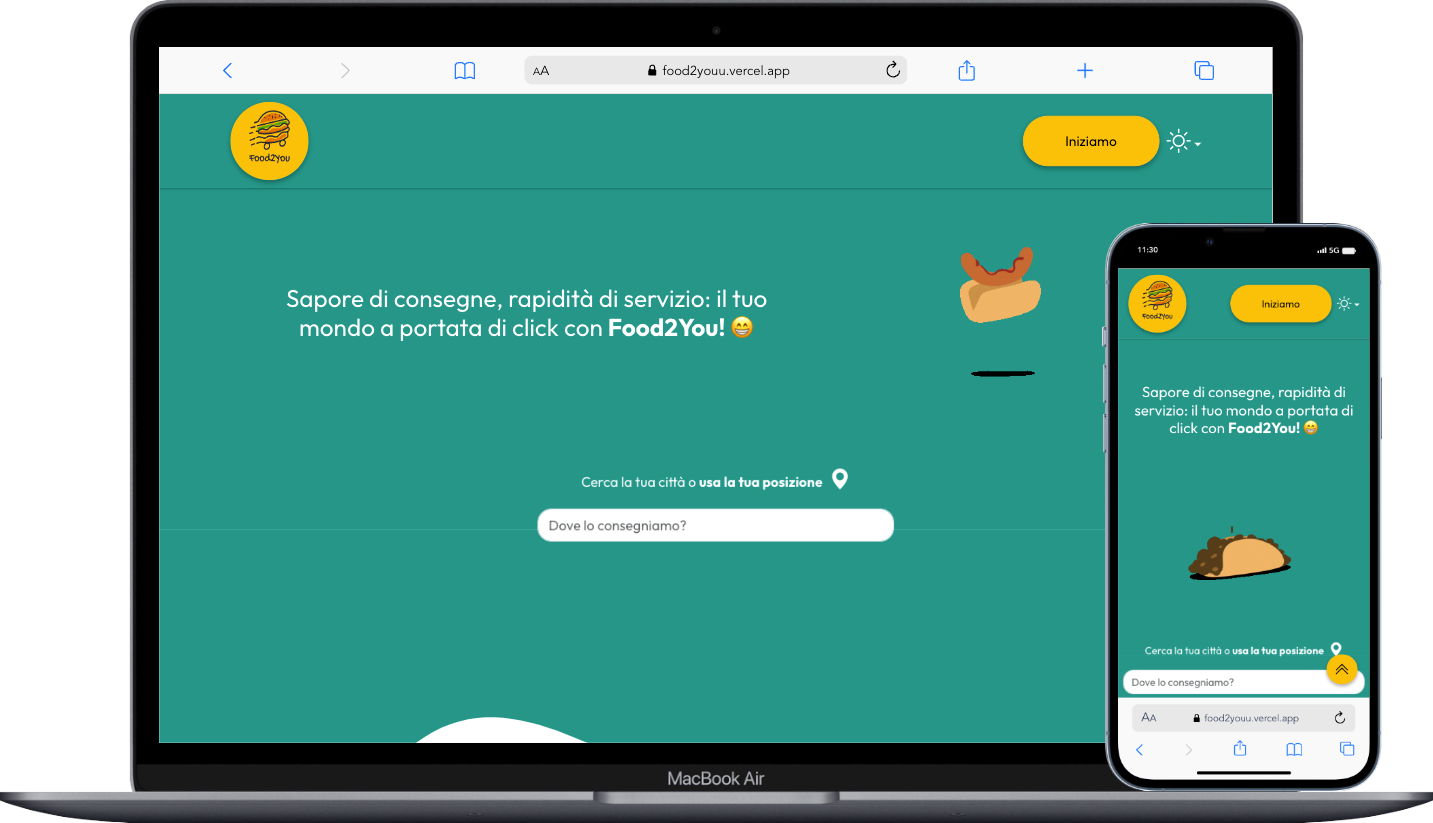 AA
food2youu.vercel.app
Food2You
Iniziamo
Sapore di consegne, rapidità di servizio: il tuo
mondo a portata di click con Food2You! 😁
Cerca la tua città o usa la tua posizione
Dove lo consegniamo?
MacBook Air
11:30
5G
Food2You
Iniziamo
Sapore di consegne, rapidità di
servizio: il tuo mondo a portata di
click con Food2You! 😁
Cerca la tua città o usa la tua posizione
Dove lo consegniamo?
AA
food2youu.vercel.app